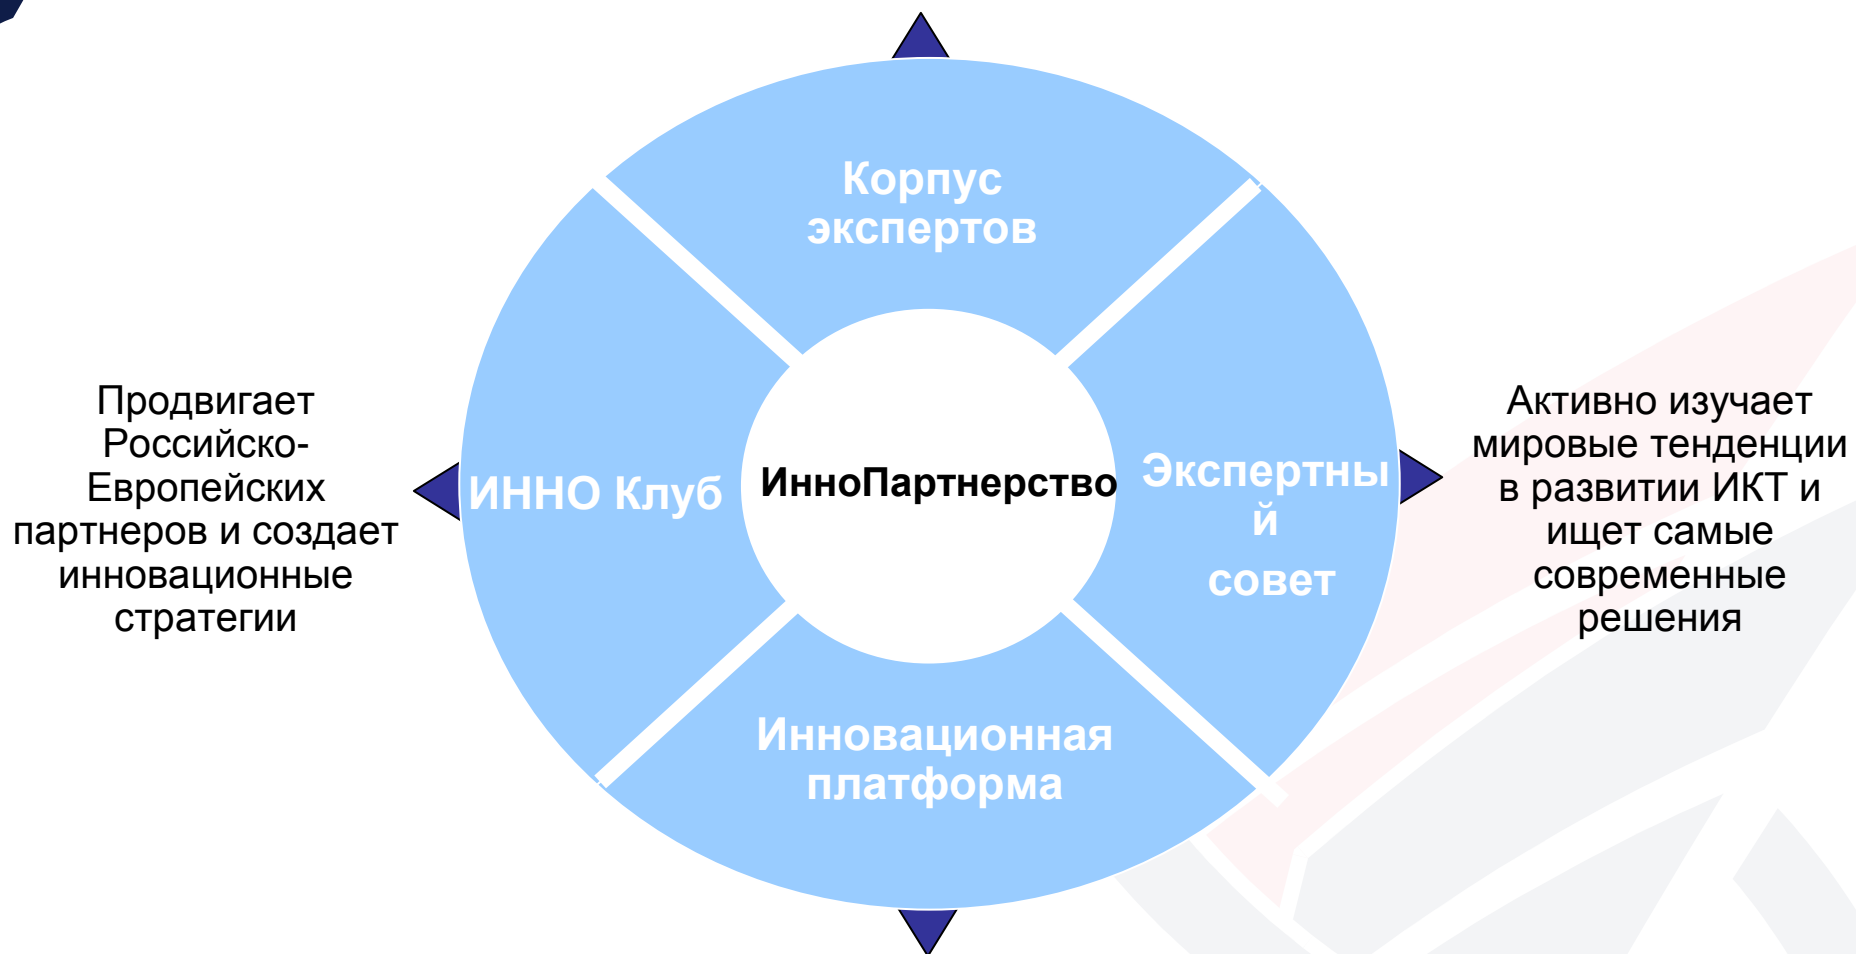 Корпус
экспертов
Продвигает
Российско-
Европейских
партнеров и создает
инновационные
стратегии
ИННО Клуб
ИнноПартнерство
Экспертны
й
совет
Активно изучает
мировые тенденции
в развитии ИКТ и
ищет самые
современные
решения
Инновационная
платформа